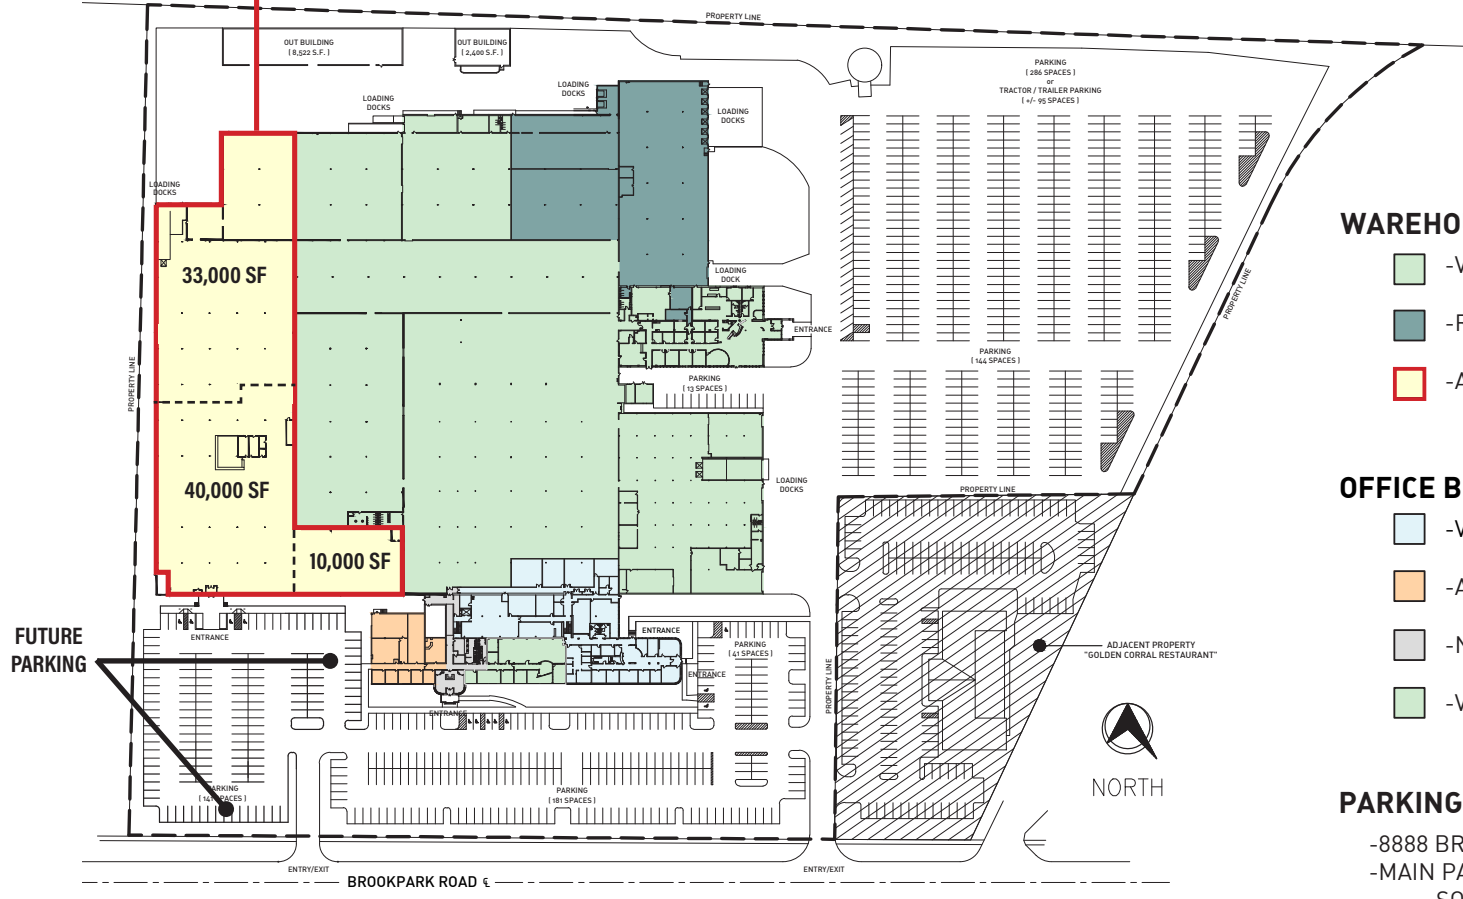 PROPERTY LINE
OUT BUILDING
( 8,522 S.F. )
OUT BUILDING
( 2,400 S.F. )
PARKING
( 286 SPACES )
or
TRACTOR / TRAILER PARKING
( +/- 95 SPACES )
LOADING
DOCKS
LOADING
DOCKS
LOADING
DOCKS
LOADING
DOCKS
WAREHO
-V
-F
-A
33,000 SF
LOADING
DOCK
ENTRANCE
PROPERTY LINE
PROPERTY LINE
PARKING
( 144 SPACES )
PARKING
( 13 SPACES )
40,000 SF
LOADING
DOCKS
PROPERTY LINE
OFFICE B
-V
-A
-N
-V
10,000 SF
FUTURE
PARKING
ENTRANCE
ENTRANCE
PARKING
( 41 SPACES )
ENTRANCE
ENTRANCE
PROPERTY LINE
ADJACENT PROPERTY
"GOLDEN CORRAL RESTAURANT"
NORTH
PARKING
SPACES )
PARKING
( 181 SPACES )
PARKING
-8888 BR
-MAIN PA
SO
ENTRY/EXIT
ENTRY/EXIT
BROOKPARK ROAD ℄